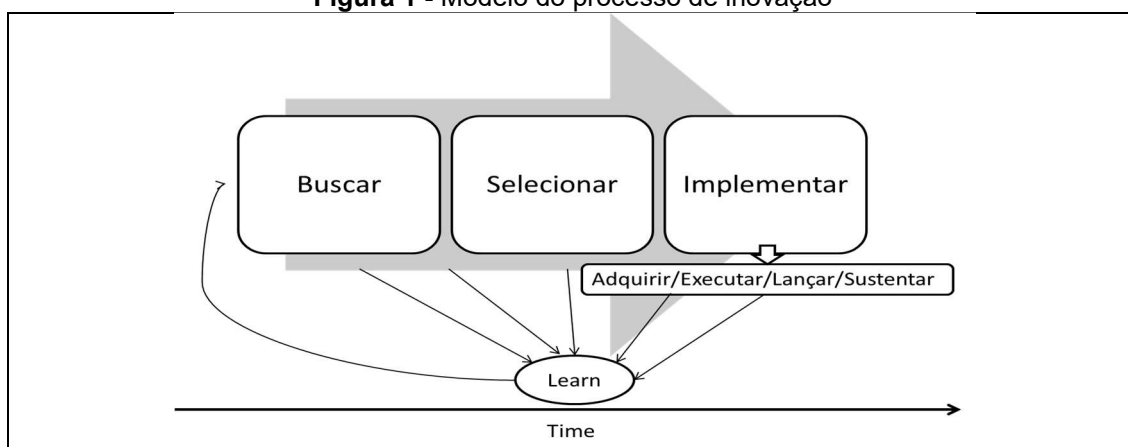 Figura 1 - Modelo do processo de inovação
Buscar
Selecionar
Implementar
Adquirir/Executar/Lançar/Sustentar
Learn
Time